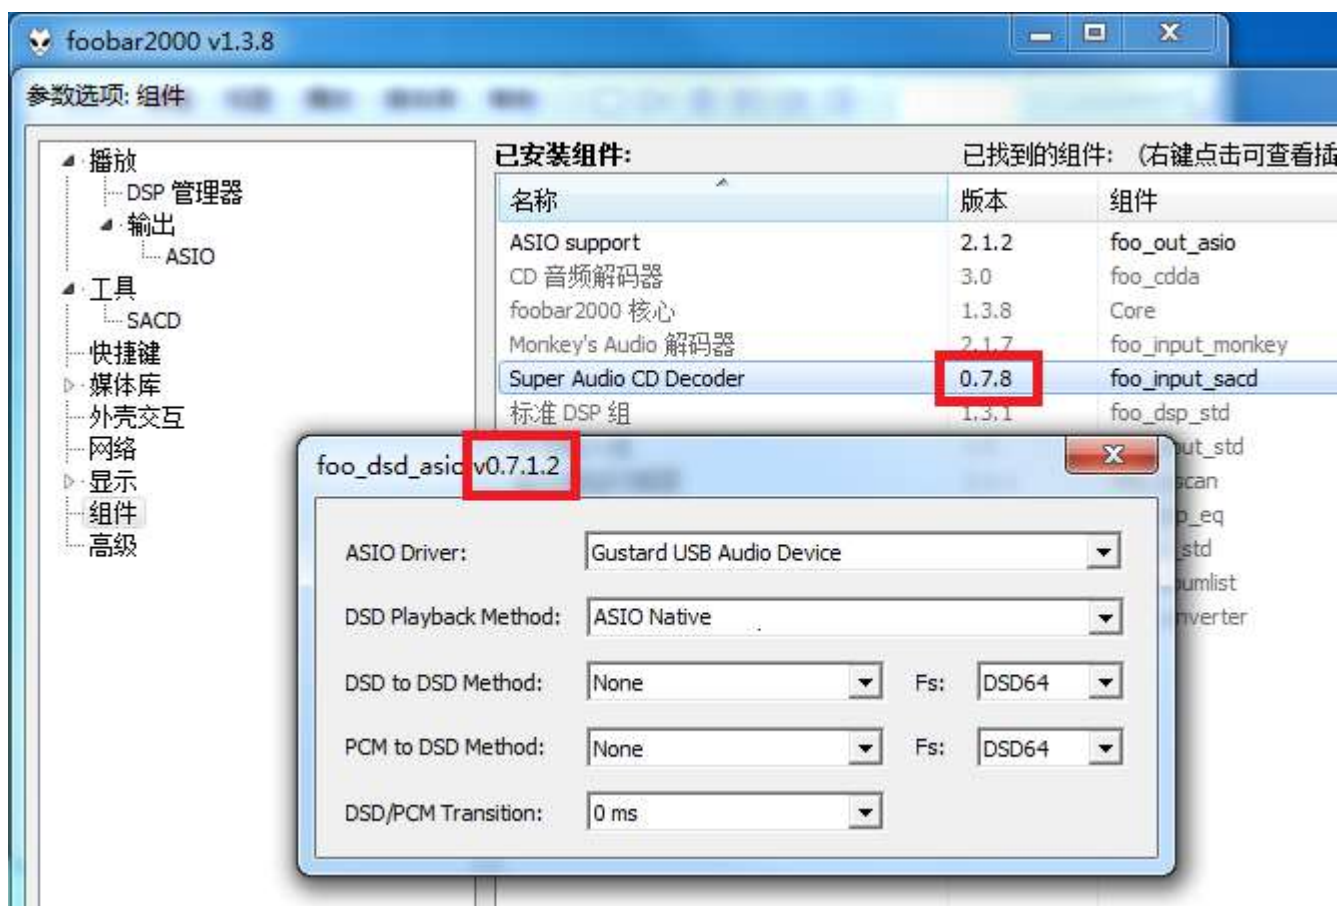 foobar2000 v1.3.8
参数选项: 组件
播放
DSP 管理器
输出
ASIO
工具
SACD
快捷键
媒体库
外壳交互
网络
显示
组件
高级
已安装组件: 已找到的组件: (右键点击可查看插
名称 版本 组件
ASIO support 2.1.2 foo_out_asio
CD 音频解码器 3.0 foo_cdda
foobar2000 核心 1.3.8 Core
Monkey's Audio 解码器 2.1.7 foo_input_monkey
Super Audio CD Decoder 0.7.8 foo_input_sacd
标准 DSP 组 1.3.1 foo_dsp_std
put_std
scan
p_eq
_std
umlist
nverter
foo_dsd_asio v0.7.1.2
ASIO Driver: Gustard USB Audio Device
DSD Playback Method: ASIO Native
DSD to DSD Method: None Fs: DSD64
PCM to DSD Method: None Fs: DSD64
DSD/PCM Transition: 0 ms